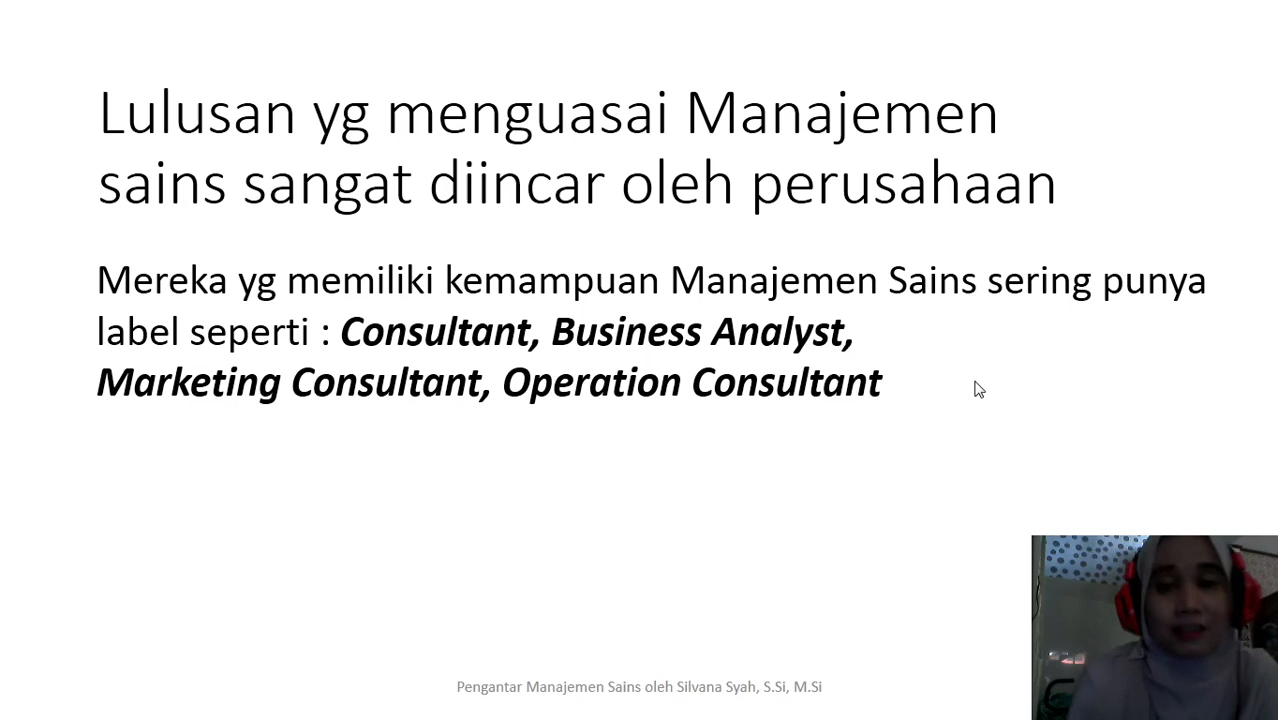 Lulusan yg menguasai Manajemen
sains sangat diincar oleh perusahaan
Mereka yg memiliki kemampuan Manajemen Sains sering punya
label seperti : Consultant, Business Analyst,
Marketing Consultant, Operation Consultant
Pengantar Manajemen Sains oleh Silvana Syah, S.Si, M.Si